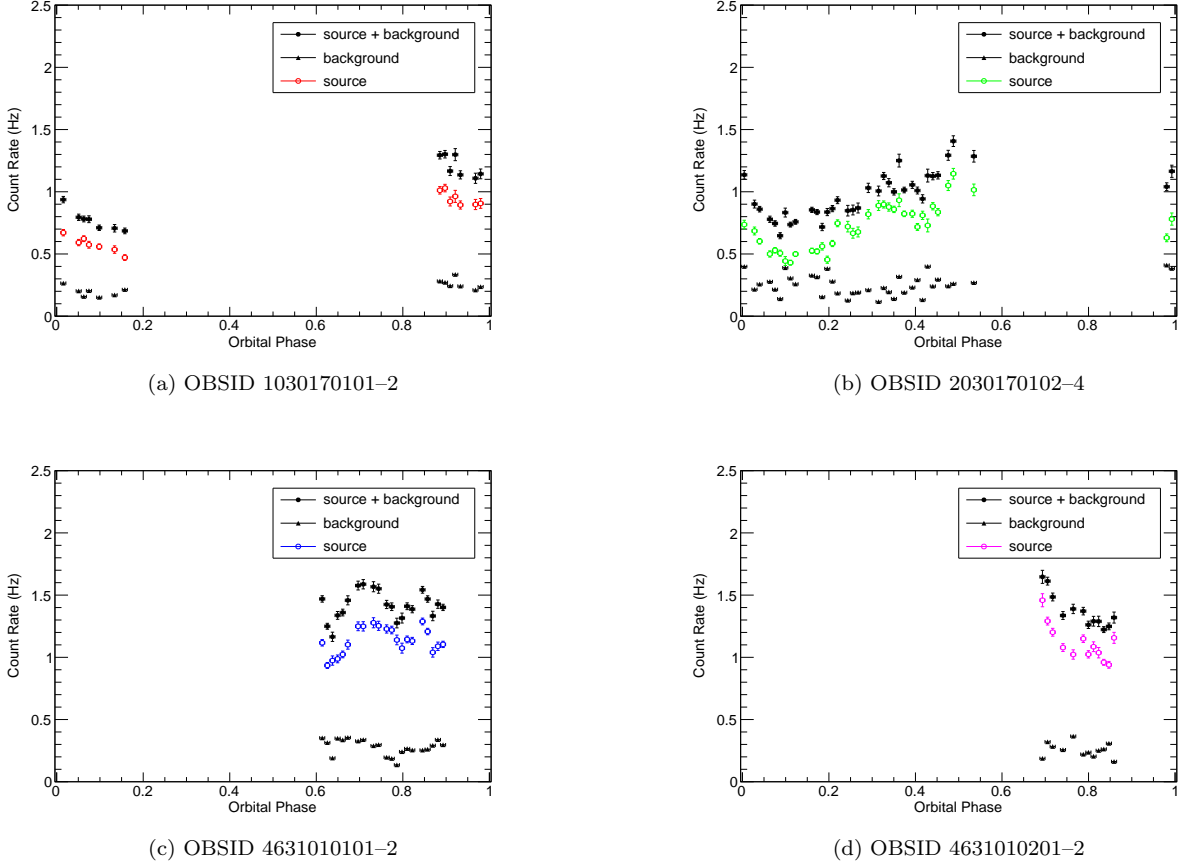 2.5
2
1.5
1
0.5
0
Count Rate (Hz)
source + background
background
source
0 0.2 0.4 0.6 0.8 1
Orbital Phase
(a) OBSID 1030170101–2
2.5
2
1.5
1
0.5
0
Count Rate (Hz)
source + background
background
source
0 0.2 0.4 0.6 0.8 1
Orbital Phase
(b) OBSID 2030170102–4
2.5
2
1.5
1
0.5
0
Count Rate (Hz)
source + background
background
source
0 0.2 0.4 0.6 0.8 1
Orbital Phase
(c) OBSID 4631010101–2
2.5
2
1.5
1
0.5
0
Count Rate (Hz)
source + background
background
source
0 0.2 0.4 0.6 0.8 1
Orbital Phase
(d) OBSID 4631010201–2